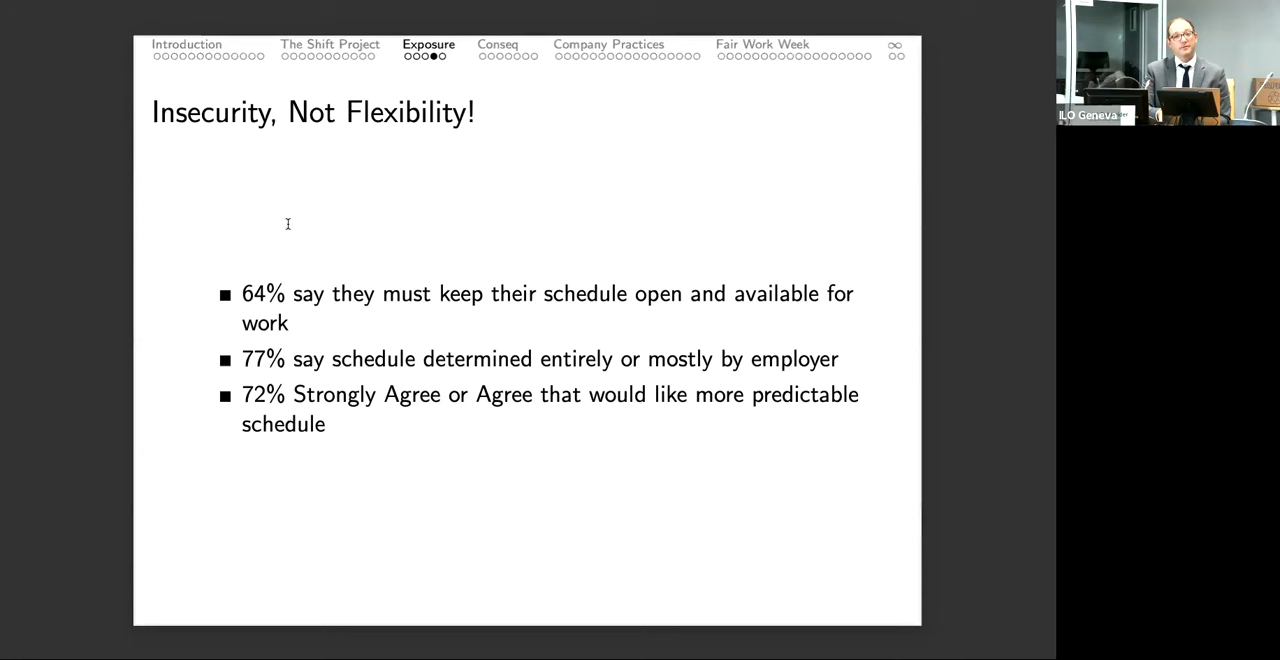 Introduction The Shift Project Exposure Conseq Company Practices Fair Work Week ∞
Insecurity, Not Flexibility!
■ 64% say they must keep their schedule open and available for
work
■ 77% say schedule determined entirely or mostly by employer
■ 72% Strongly Agree or Agree that would like more predictable
schedule
ILO Geneva